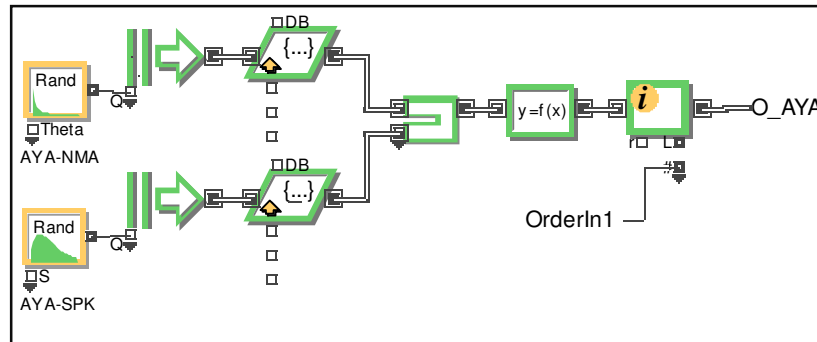 DB
{...}
Rand
Q
Theta
AYA-NMA
y=f(x)
i
O_AYA
r L
#
DB
{...}
Rand
Q
S
AYA-SPK
OrderIn1